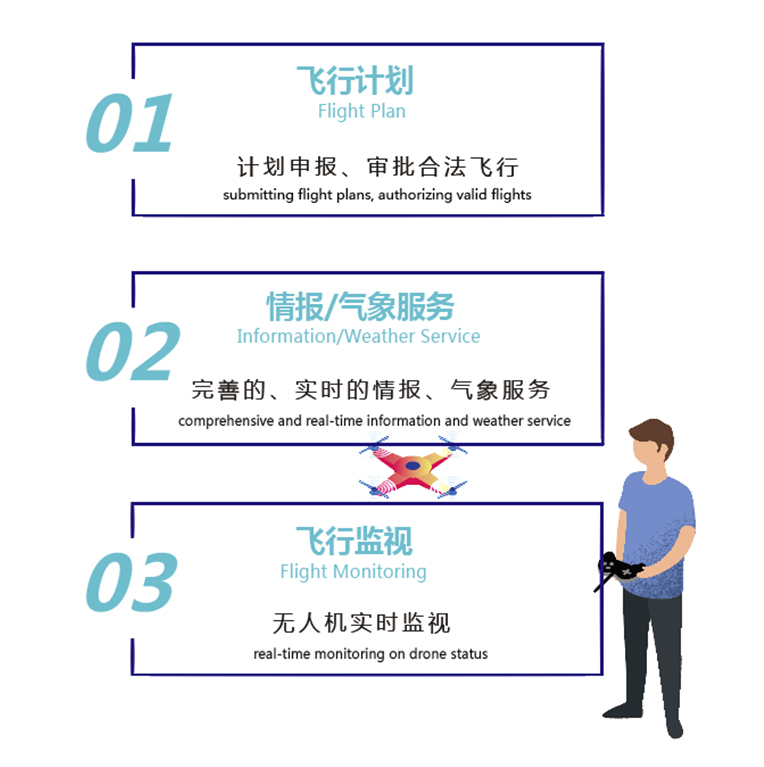 01
飞行计划
Flight Plan
计划申报、审批合法飞行
submitting flight plans, authorizing valid flights
02
情报/气象服务
Information/Weather Service
完善的、实时的情报、气象服务
comprehensive and real-time information and weather service
03
飞行监视
Flight Monitoring
无人机实时监视
real-time monitoring on drone status